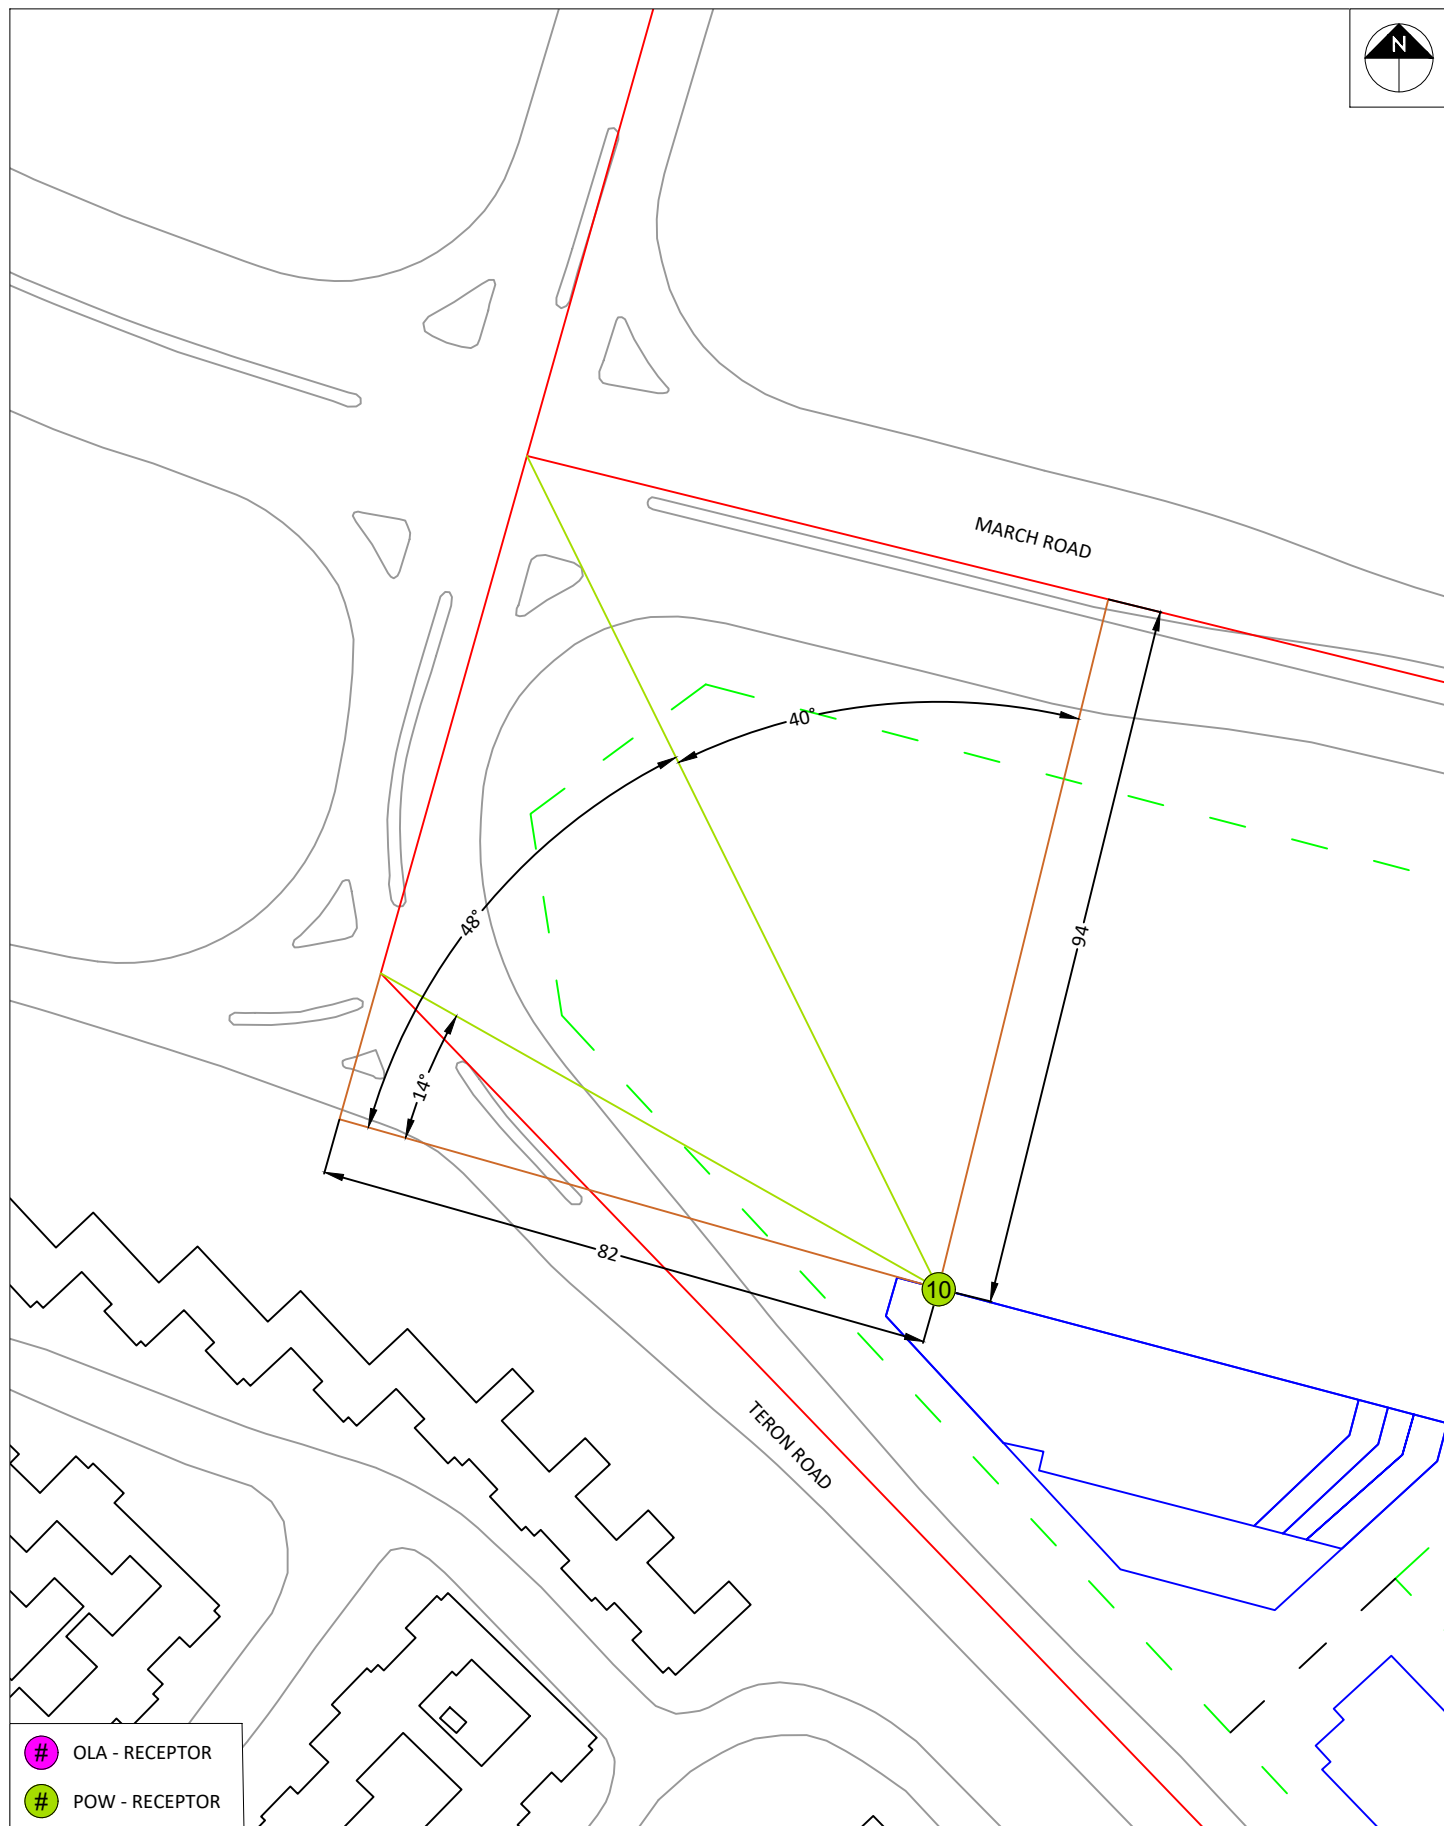 N
MARCH ROAD
40°
48°
94
14°
82
10
TERON ROAD
# OLA - RECEPTOR
# POW - RECEPTOR